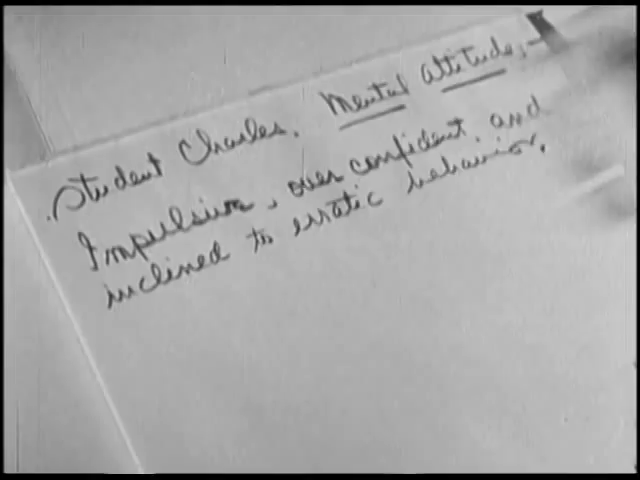 Student Charles. Mental Attitude,-
Impulsive, over confident, and
inclined to erratic behavior.